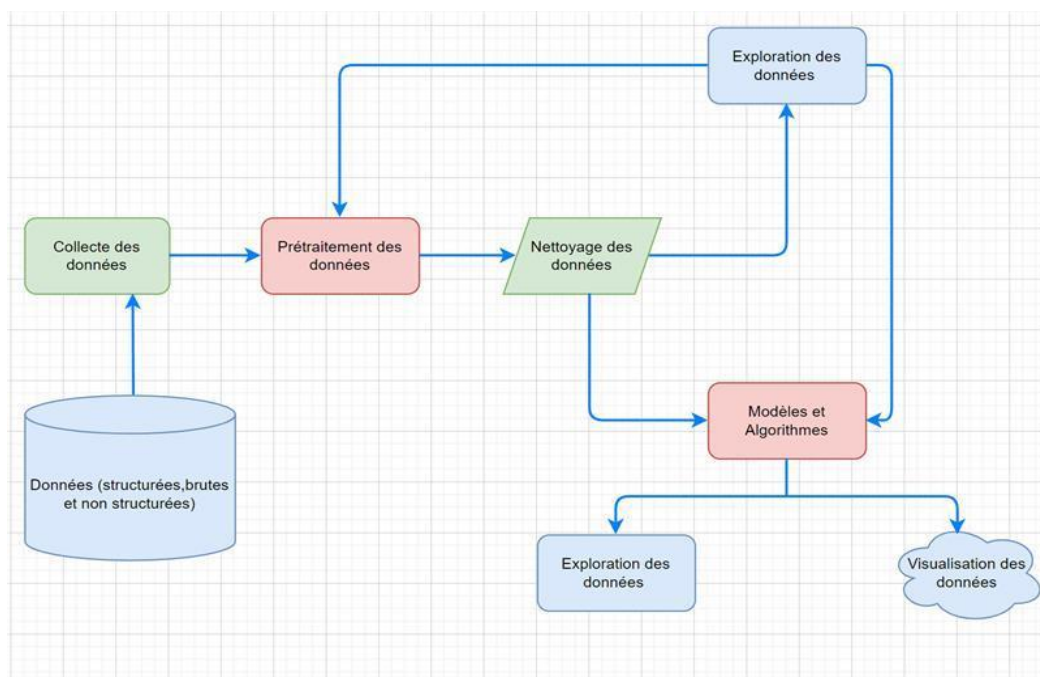 Exploration des
données
Collecte des
données
Prétraitement des
données
Nettoyage des
données
Modèles et
Algorithmes
Données (structurées,brutes
et non structurées)
Exploration des
données
Visualisation des
données